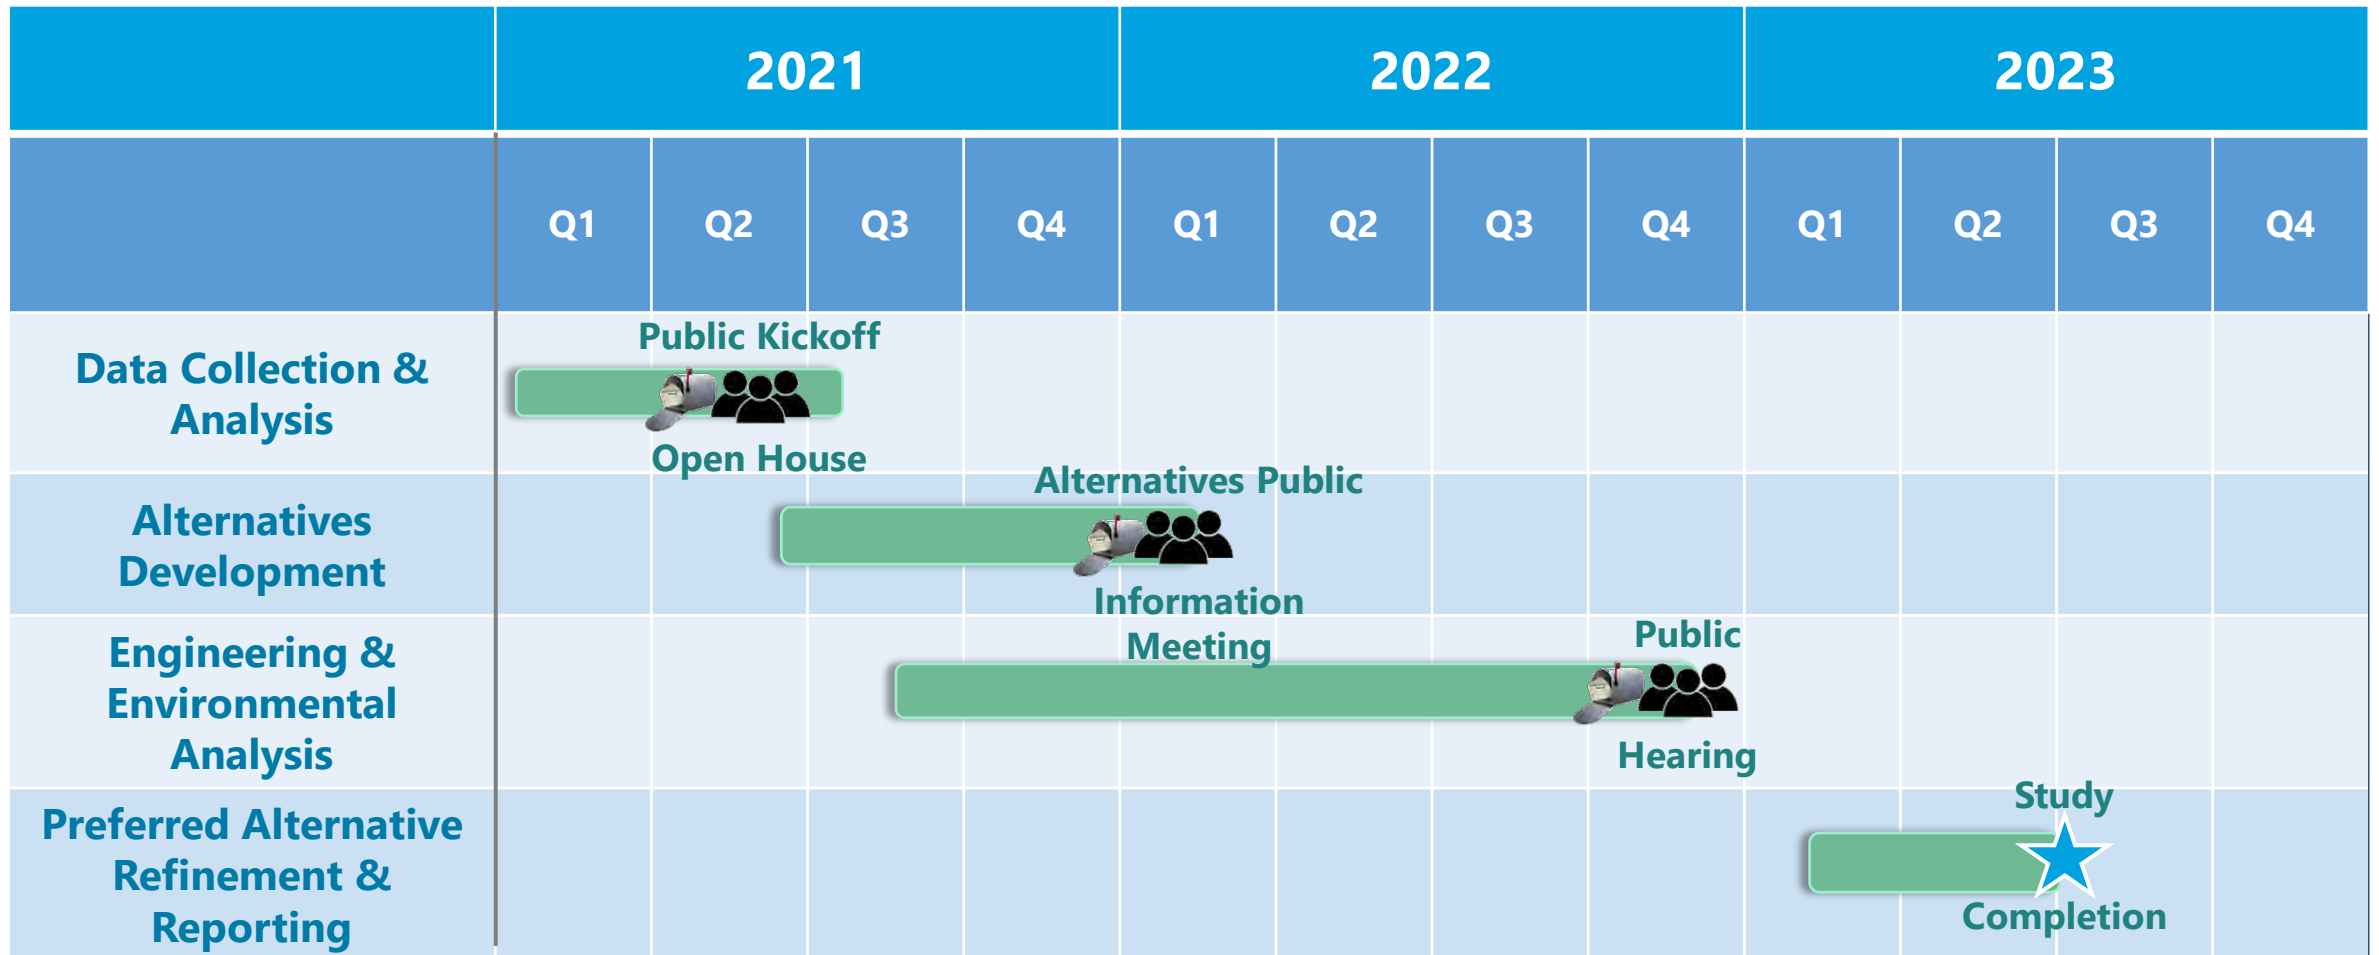 2021 2022 2023
Q1 Q2 Q3 Q4 Q1 Q2 Q3 Q4 Q1 Q2 Q3 Q4
Data Collection &
Analysis
Public Kickoff
Open House
Alternatives
Development
Alternatives Public
Information
Meeting
Engineering &
Environmental
Analysis
Public
Hearing
Preferred Alternative
Refinement &
Reporting
Study
Completion